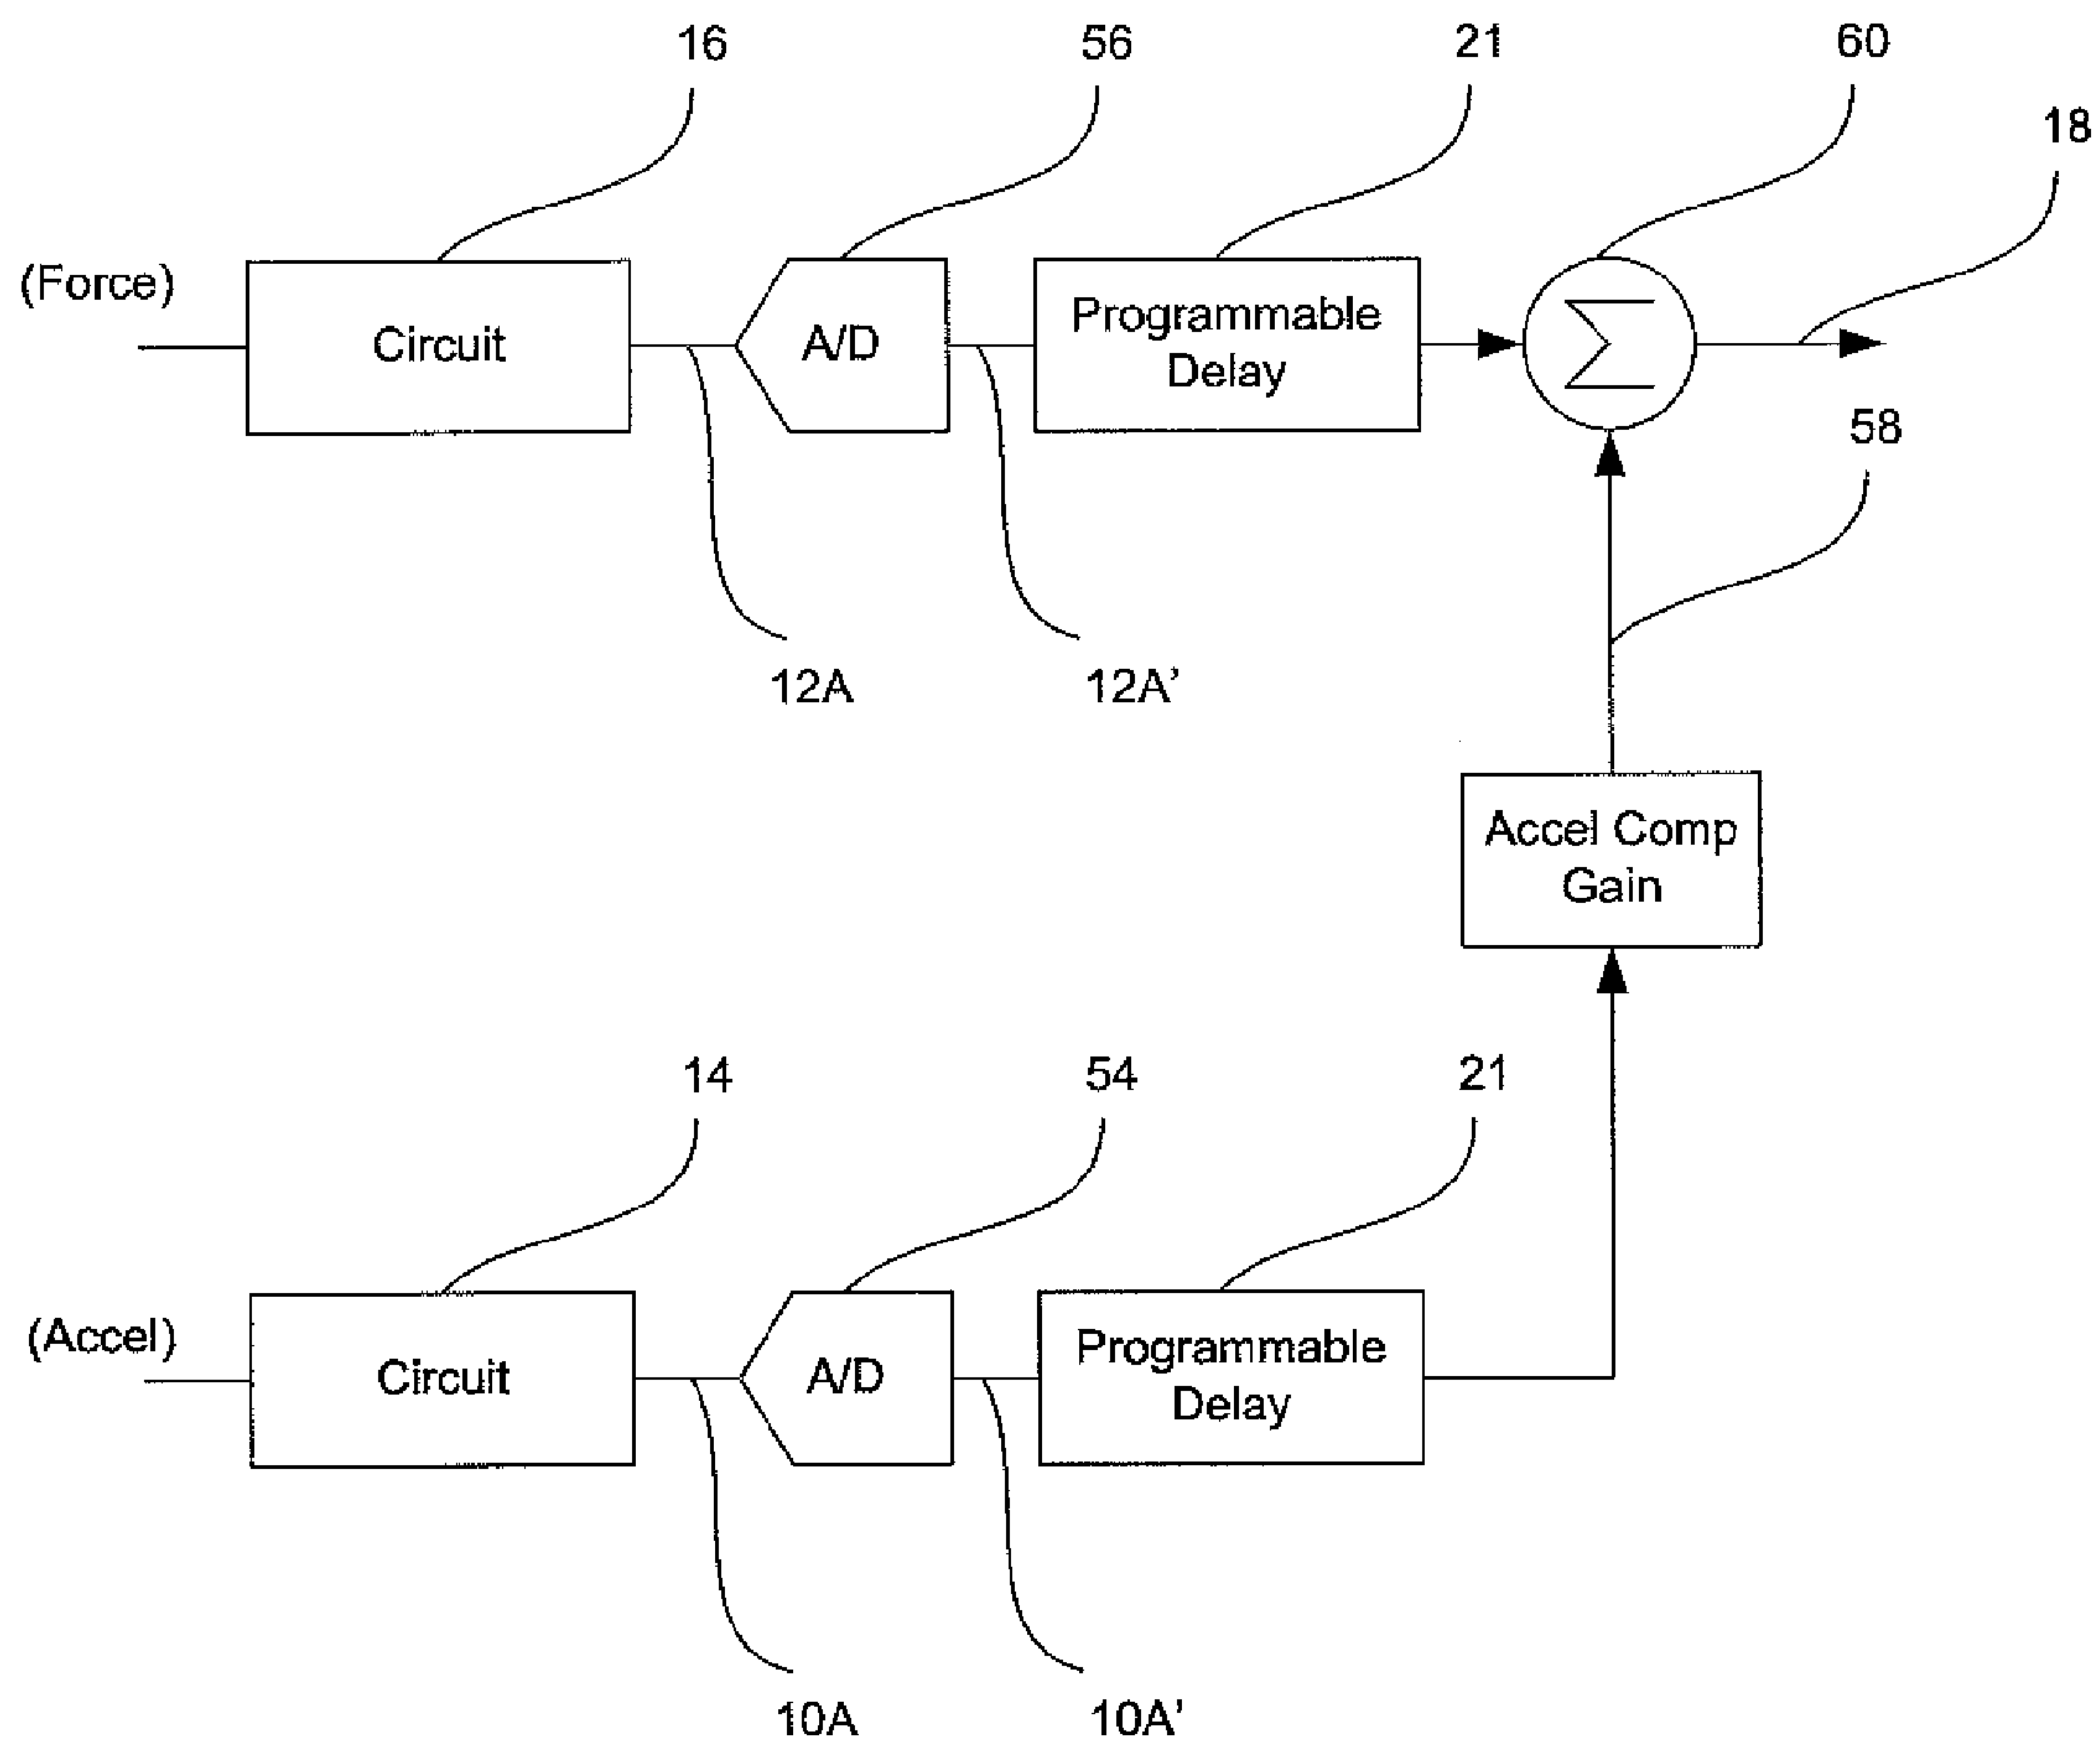 16
56
21
60
18
(Force)
Circuit
A/D
Programmable
Delay
Σ
58
12A
12A'
Accel Comp
Gain
14
54
21
(Accel)
Circuit
A/D
Programmable
Delay
10A
10A'